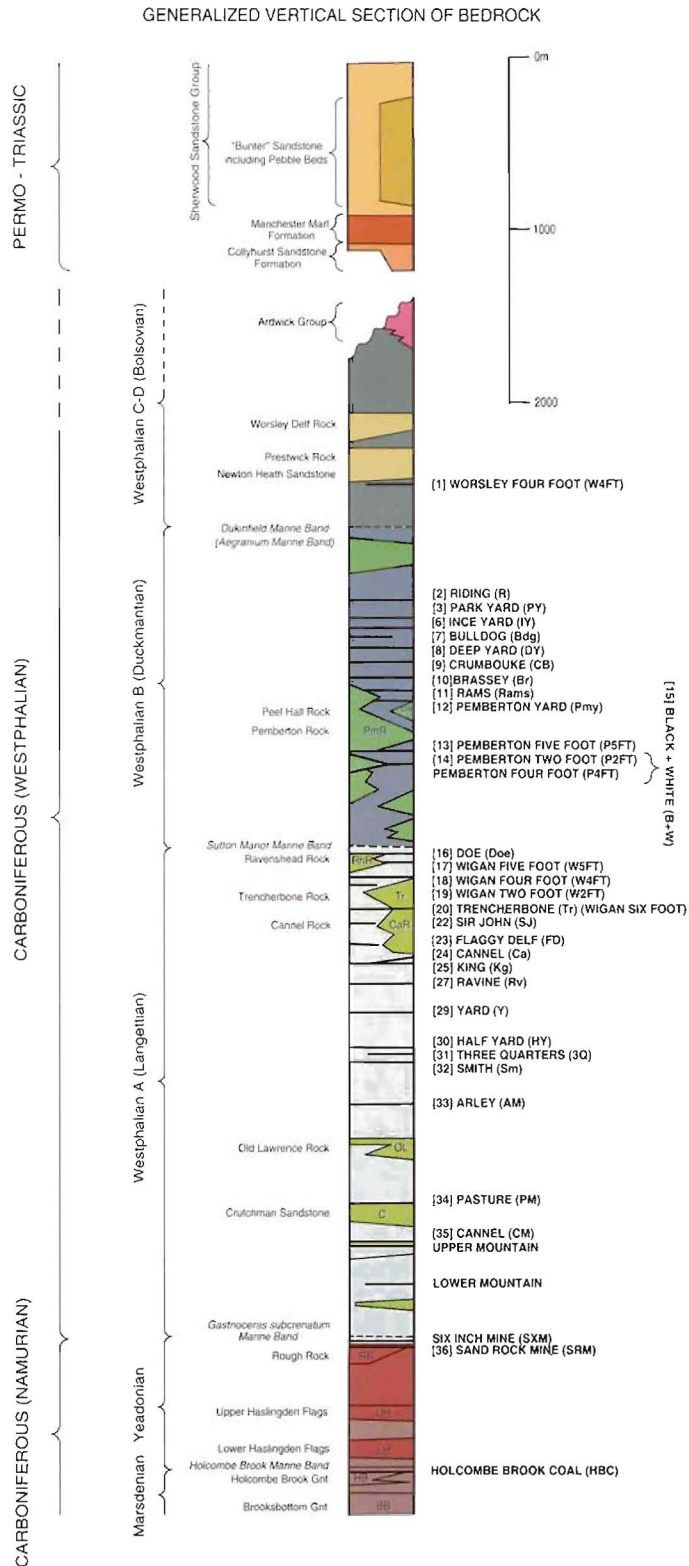 GENERALIZED VERTICAL SECTION OF BEDROCK
0m
1000
2000
PERMO - TRIASSIC
Sherwood Sandstone Group
"Bunter" Sandstone
including Pebble Beds
Manchester Marl
Formation
Collyhurst Sandstone
Formation
CARBONIFEROUS (WESTPHALIAN)
Westphalian C-D (Bolsovian)
Ardwick Group
Worsley Delf Rock
Prestwick Rock
Newton Heath Sandstone
[1] WORSLEY FOUR FOOT (W4FT)
Westphalian B (Duckmantian)
Dukinfield Marine Band
(Aegranium Marine Band)
[2] RIDING (R)
[3] PARK YARD (PY)
[6] INCE YARD (IY)
[7] BULLDOG (Bdg)
[8] DEEP YARD (DY)
[9] CRUMBOUKE (CB)
[10] BRASSEY (Br)
[11] RAMS (Rams)
[12] PEMBERTON YARD (Pmy)
Peel Hall Rock
Pemberton Rock
PmR
[13] PEMBERTON FIVE FOOT (P5FT)
[14] PEMBERTON TWO FOOT (P2FT)
PEMBERTON FOUR FOOT (P4FT)
[15] BLACK + WHITE (B+W)
Westphalian A (Langettian)
Sutton Manor Marine Band
Ravenshead Rock
RhR
[16] DOE (Doe)
[17] WIGAN FIVE FOOT (W5FT)
[18] WIGAN FOUR FOOT (W4FT)
Trencherbone Rock
Tr
[19] WIGAN TWO FOOT (W2FT)
[20] TRENCHERBONE (Tr) (WIGAN SIX FOOT)
Cannel Rock
CaR
[22] SIR JOHN (SJ)
[23] FLAGGY DELF (FD)
[24] CANNEL (Ca)
[25] KING (Kg)
[27] RAVINE (Rv)
[29] YARD (Y)
[30] HALF YARD (HY)
[31] THREE QUARTERS (3Q)
[32] SMITH (Sm)
[33] ARLEY (AM)
Old Lawrence Rock
OL
[34] PASTURE (PM)
Crutchman Sandstone
C
[35] CANNEL (CM)
UPPER MOUNTAIN
LOWER MOUNTAIN
Gastrioceras subcrenatum
Marine Band
SIX INCH MINE (SXM)
[36] SAND ROCK MINE (SRM)
CARBONIFEROUS (NAMURIAN)
Yeadonian
Rough Rock
RR
Upper Haslingden Flags
UH
Lower Haslingden Flags
LH
Marsdenian
Holcombe Brook Marine Band
Holcombe Brook Grit
HB
HOLCOMBE BROOK COAL (HBC)
Brooksbottom Grit
BB